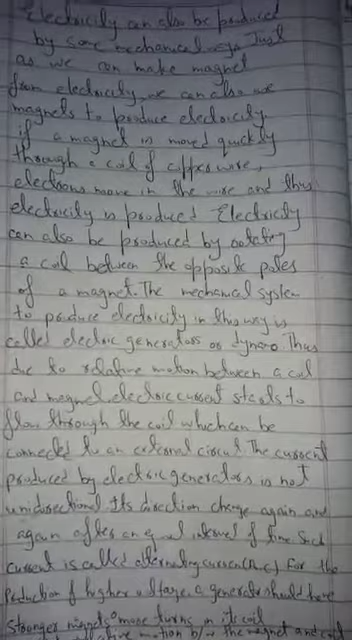 Electricity can also be produced
by some mechanical ways. Just
as we can make magnet
from electricity, we can also use
magnets to produce electricity.
if a magnet is moved quickly
through a coil of copper wire,
electrons move in the wire and thus
electricity is produced Electricity
can also be produced by rotating
a coil between the opposite poles
of a magnet. The mechanical system
to produce electricity in this way is
called electric generators or dynamo. Thus
due to relative motion between a coil
and magnet, electric current starts to
flow through the coil which can be
connected to an external circuit. The current
produced by electric generators is not
unidirectional. Its direction change again and
again after an equal interval of time. Such
current is called alternating current (A.C) For the
production of higher voltage, a generator should have
stronger magnets, more turns in its coil
relative motion b/w the magnet and coil